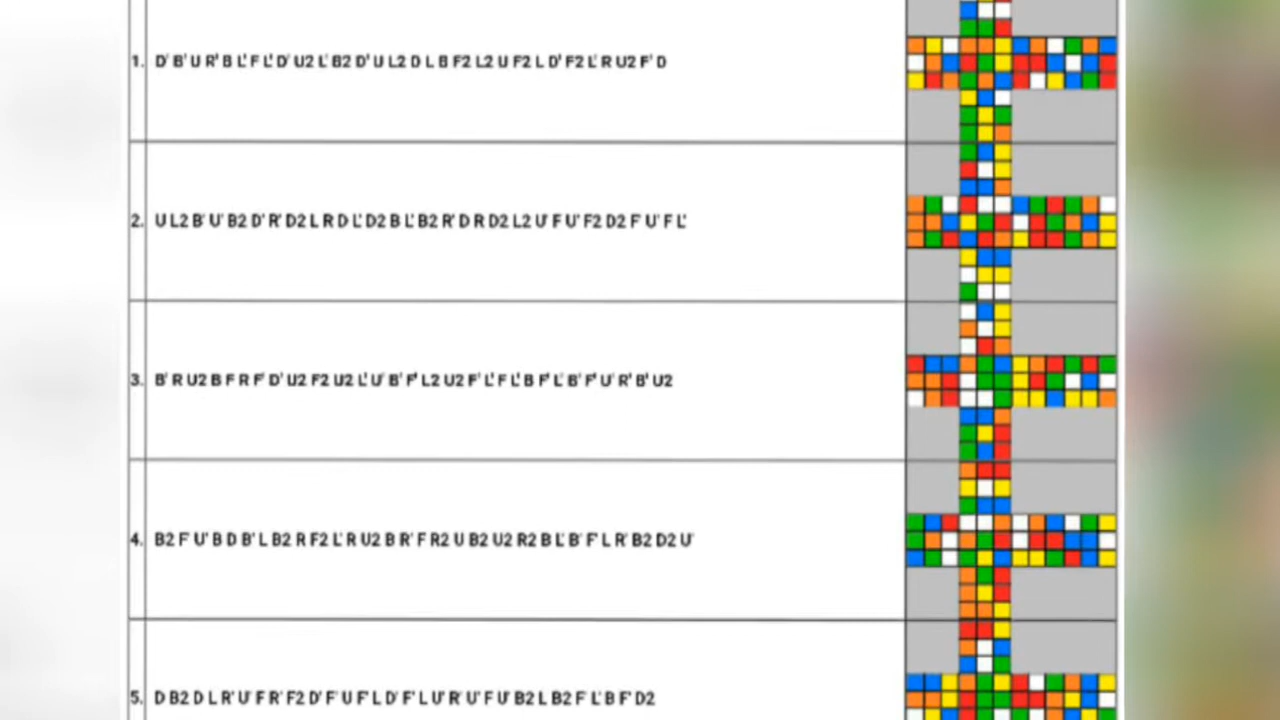 1. D' B' U R' B L' F L' D' U2 L' B2 D' U L2 D L B F2 L2 U F2 L D' F2 L' R U2 F' D
2. U L2 B' U' B2 D' R' D2 L R D L' D2 B L' B2 R' D R D2 L2 U' F U' F2 D2 F' U' F L'
3. B' R U2 B F R F' D' U2 F2 U2 L' U' B' F' L2 U2 F' L' F L' B F' L' B' F' U' R' B' U2
4. B2 F' U' B D B' L B2 R F2 L' R U2 B R' F R2 U B2 U2 R2 B L' B' F' L R' B2 D2 U'
5. D B2 D L R' U' F R' F2 D' F' U F' L D' F' L U' R' U' F U' B2 L B2 F' L' B F' D2